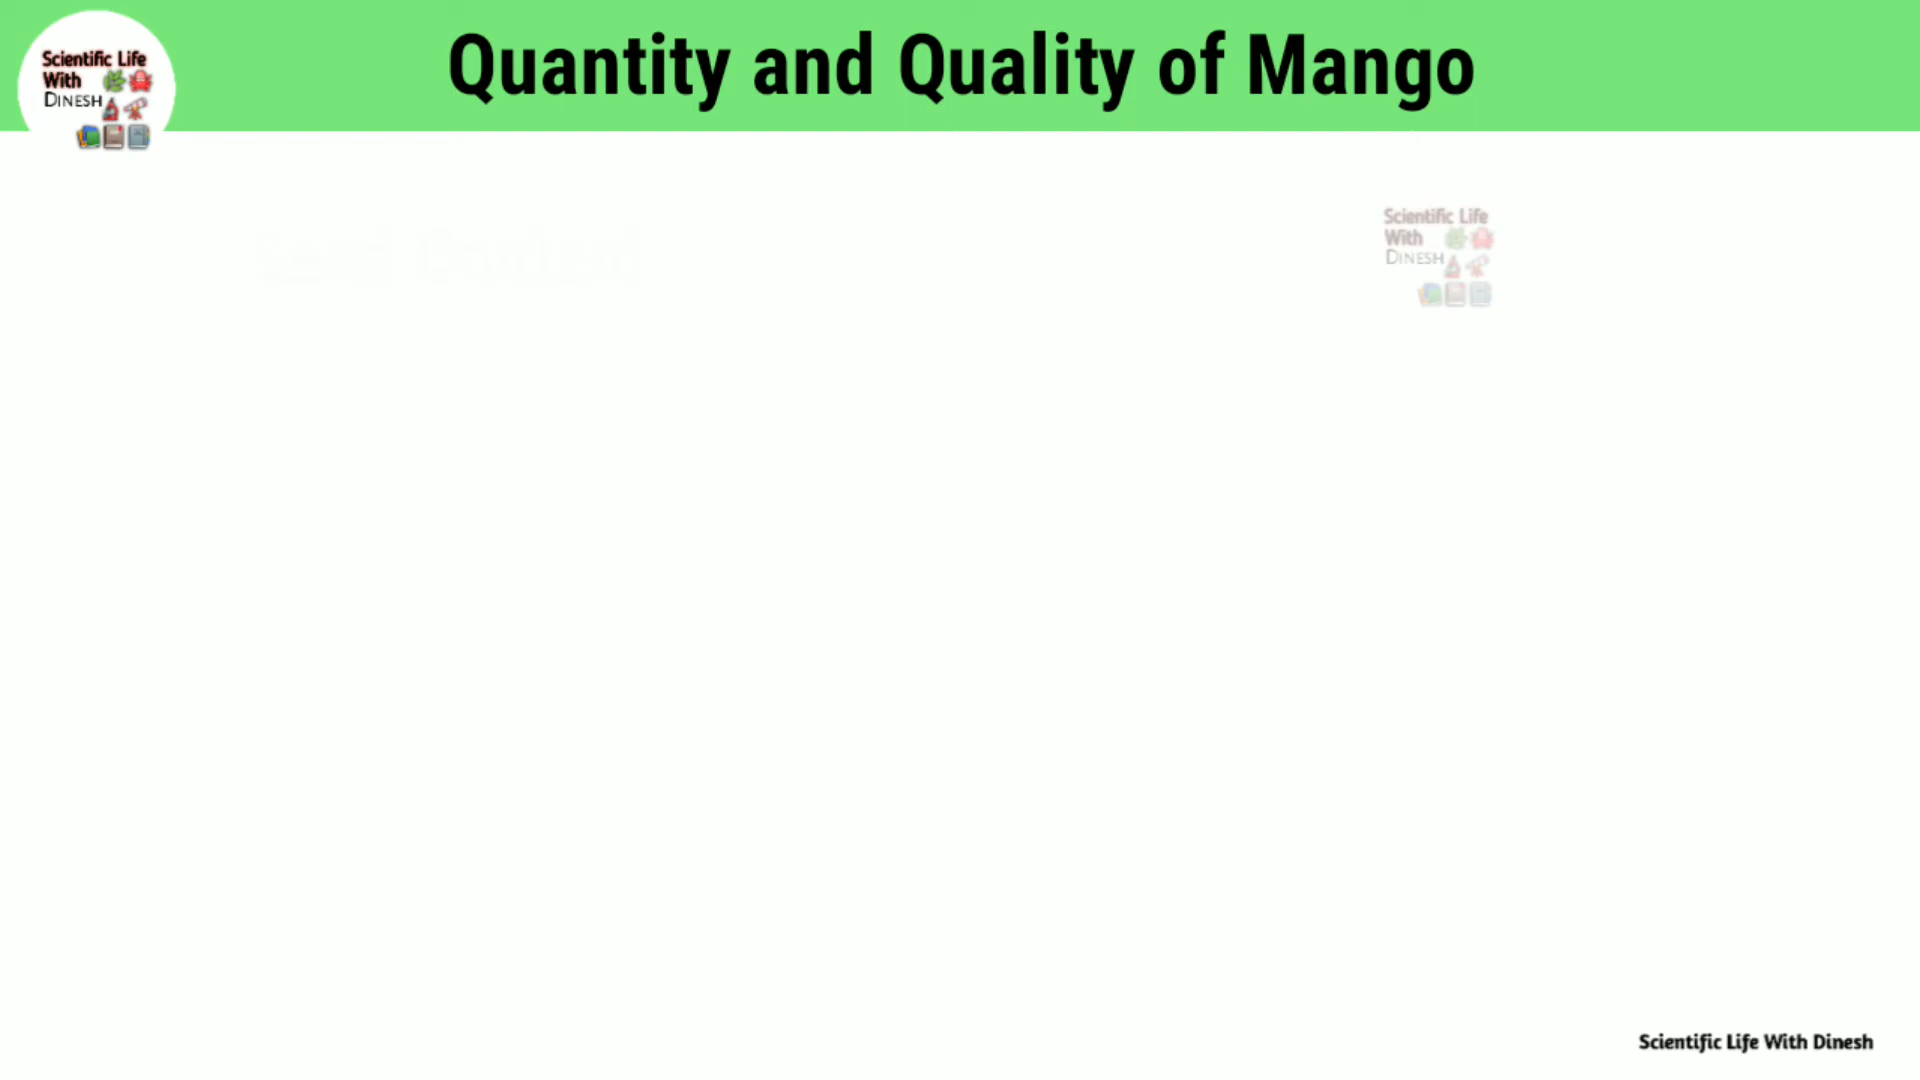 Quantity and Quality of Mango
Scientific Life
With
DINESH
Scientific Life
With
DINESH
Scientific Life With Dinesh